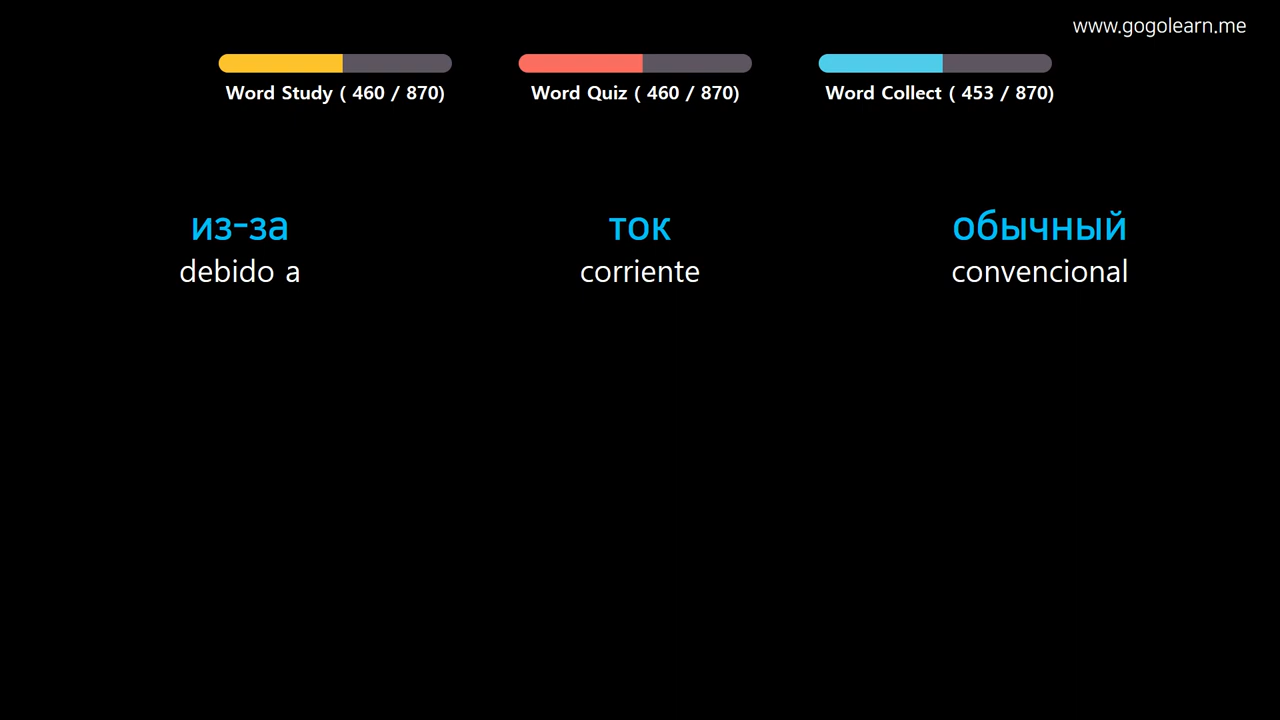 www.gogolearn.me
Word Study ( 460 / 870)
Word Quiz ( 460 / 870)
Word Collect ( 453 / 870)
из-за
debido a
ток
corriente
обычный
convencional